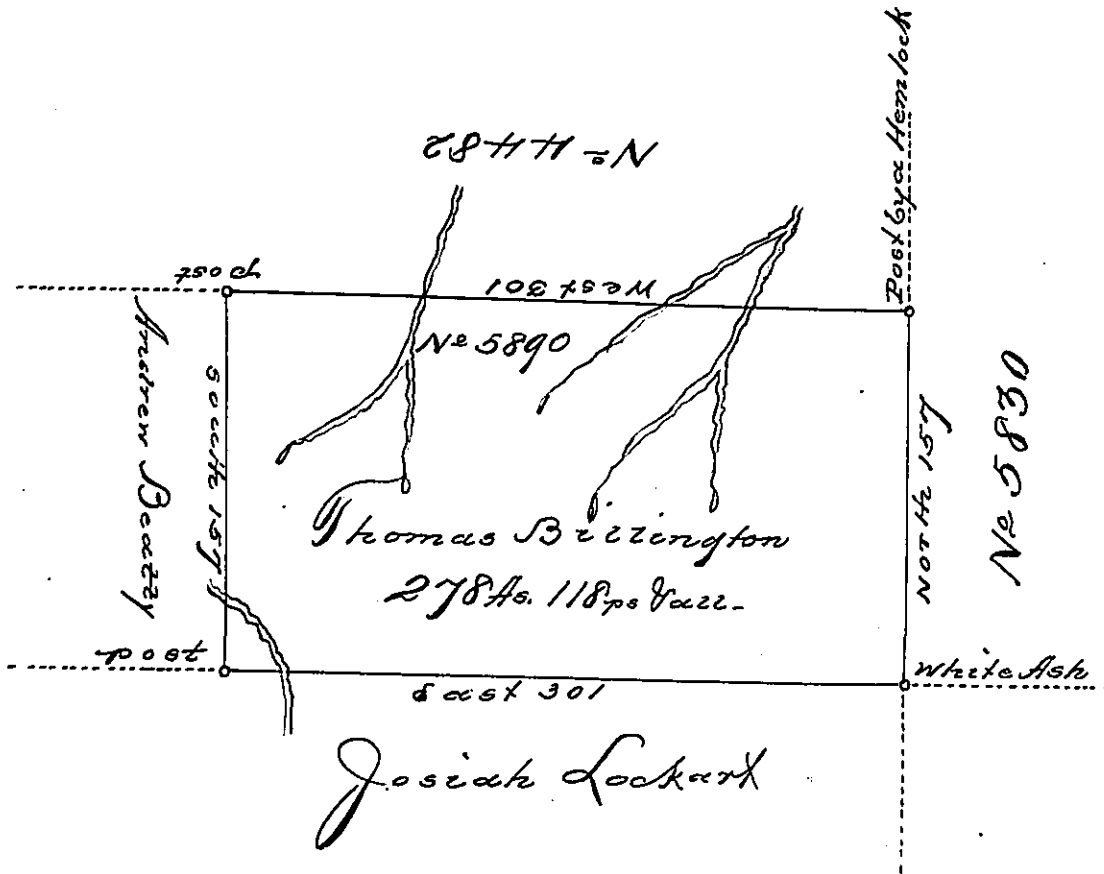 Nº 4482
Post by a Hemlock
post
West 301
Nº 5890
Andrew Beatty
South 157
North 157
Nº 5830
Thomas Billington
278 As. 118 ps
post
White Ash
East 301
Josiah Lockart